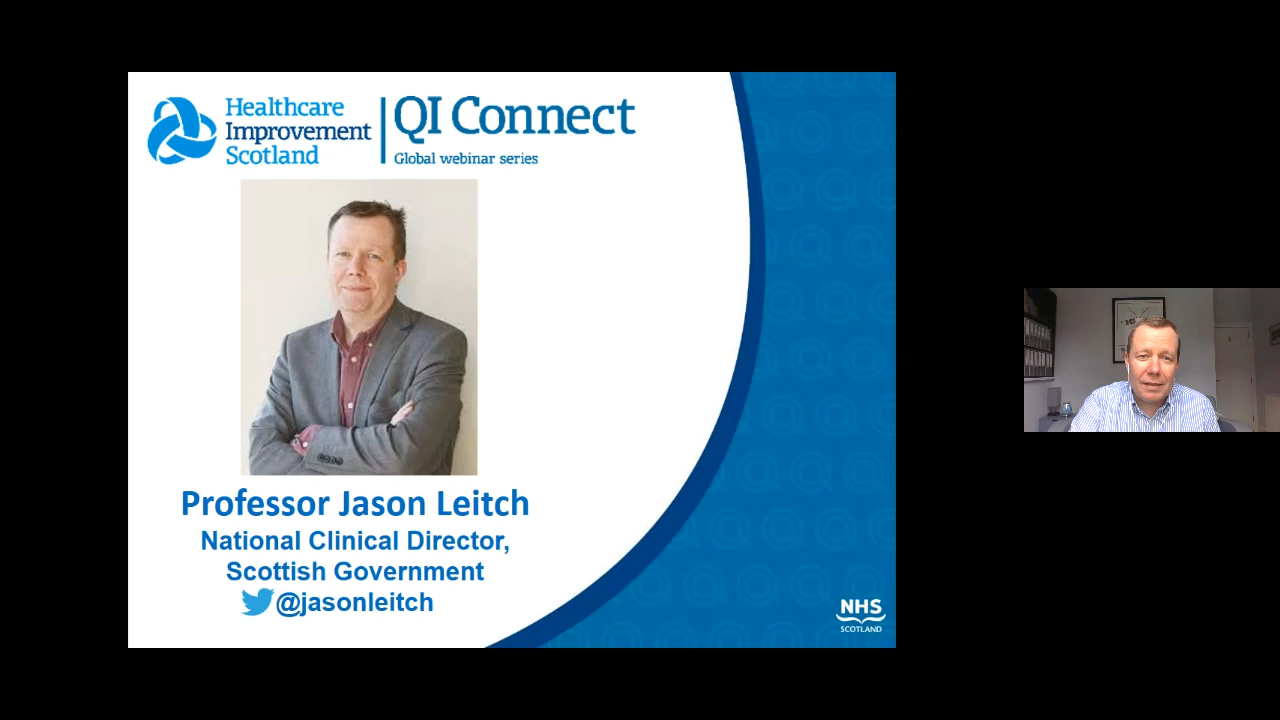 Healthcare
Improvement
Scotland
QI Connect
Global webinar series
Professor Jason Leitch
National Clinical Director,
Scottish Government
@jasonleitch
NHS
SCOTLAND